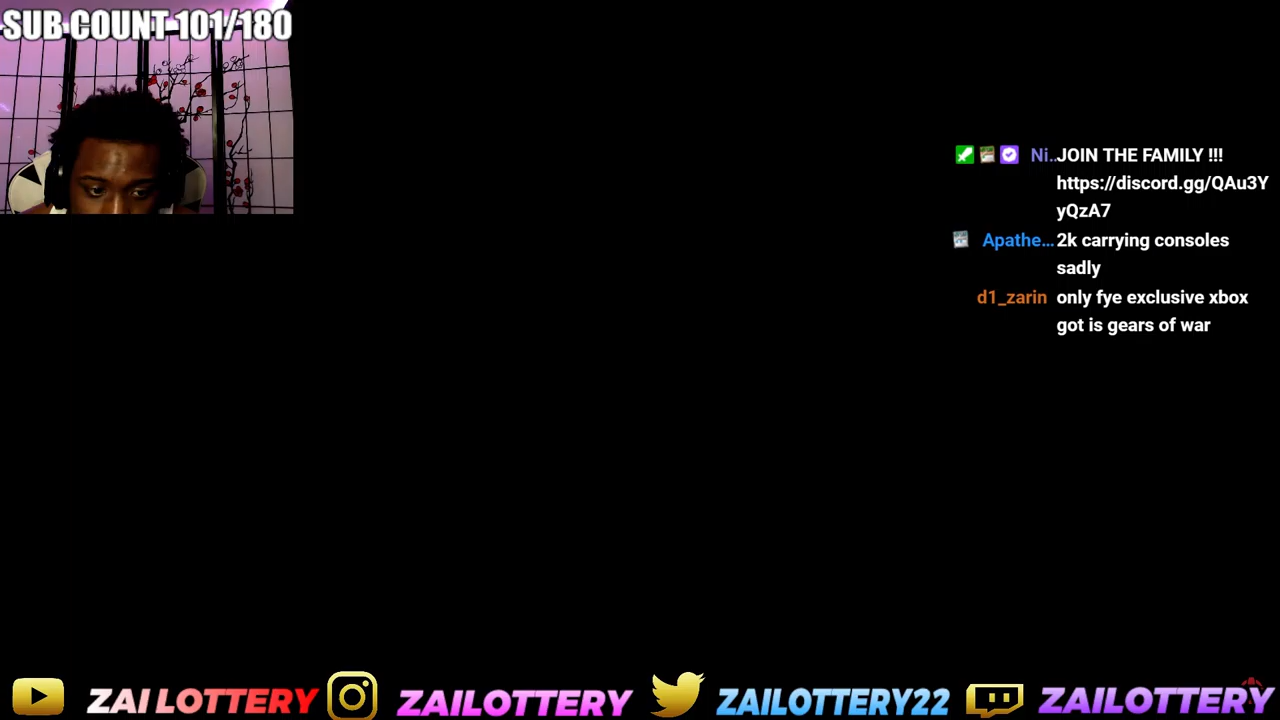 SUB COUNT 101/180
Ni.. JOIN THE FAMILY !!!
https://discord.gg/QAu3Y
yQzA7
Apathe... 2k carrying consoles
sadly
d1_zarin only fye exclusive xbox
got is gears of war
ZAI LOTTERY ZAILOTTERY ZAILOTTERY22 ZAILOTTERY